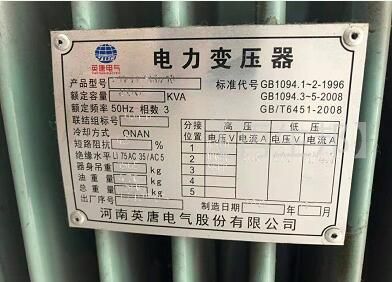 英唐电气
电力变压器
产品型号
标准代号 GB1094.1~2-1996
额定容量 KVA
GB1094.3~5-2008
额定频率 50Hz 相数 3
GB/T6451-2008
联结组标号
冷却方式 ONAN
短路阻抗 %
绝缘水平 LI 75 AC 35/AC 5
器身吊重 kg
油重量 kg
总重量 kg
出厂序号
分接位置 高压 低压
电压V 电流A 电压V 电流A
1
2
3
4
5
制造日期 年 月
河南英唐电气股份有限公司